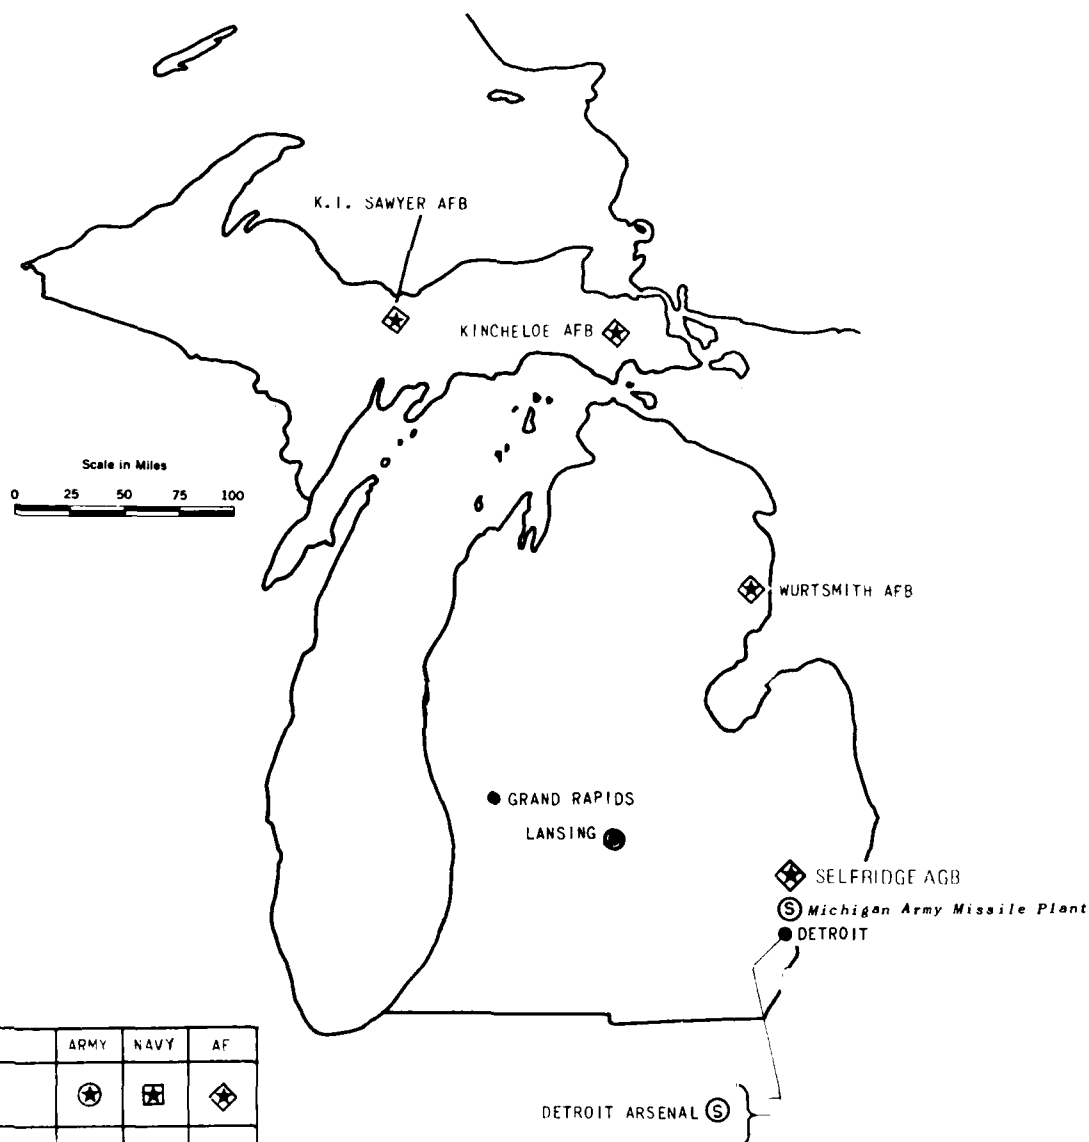 K.I. SAWYER AFB
KINCHELOE AFB
Scale in Miles
0 25 50 75 100
WURTSMITH AFB
GRAND RAPIDS
LANSING
SELFRIDGE AGB
S Michigan Army Missile Plant
DETROIT
ARMY NAVY AF
DETROIT ARSENAL S